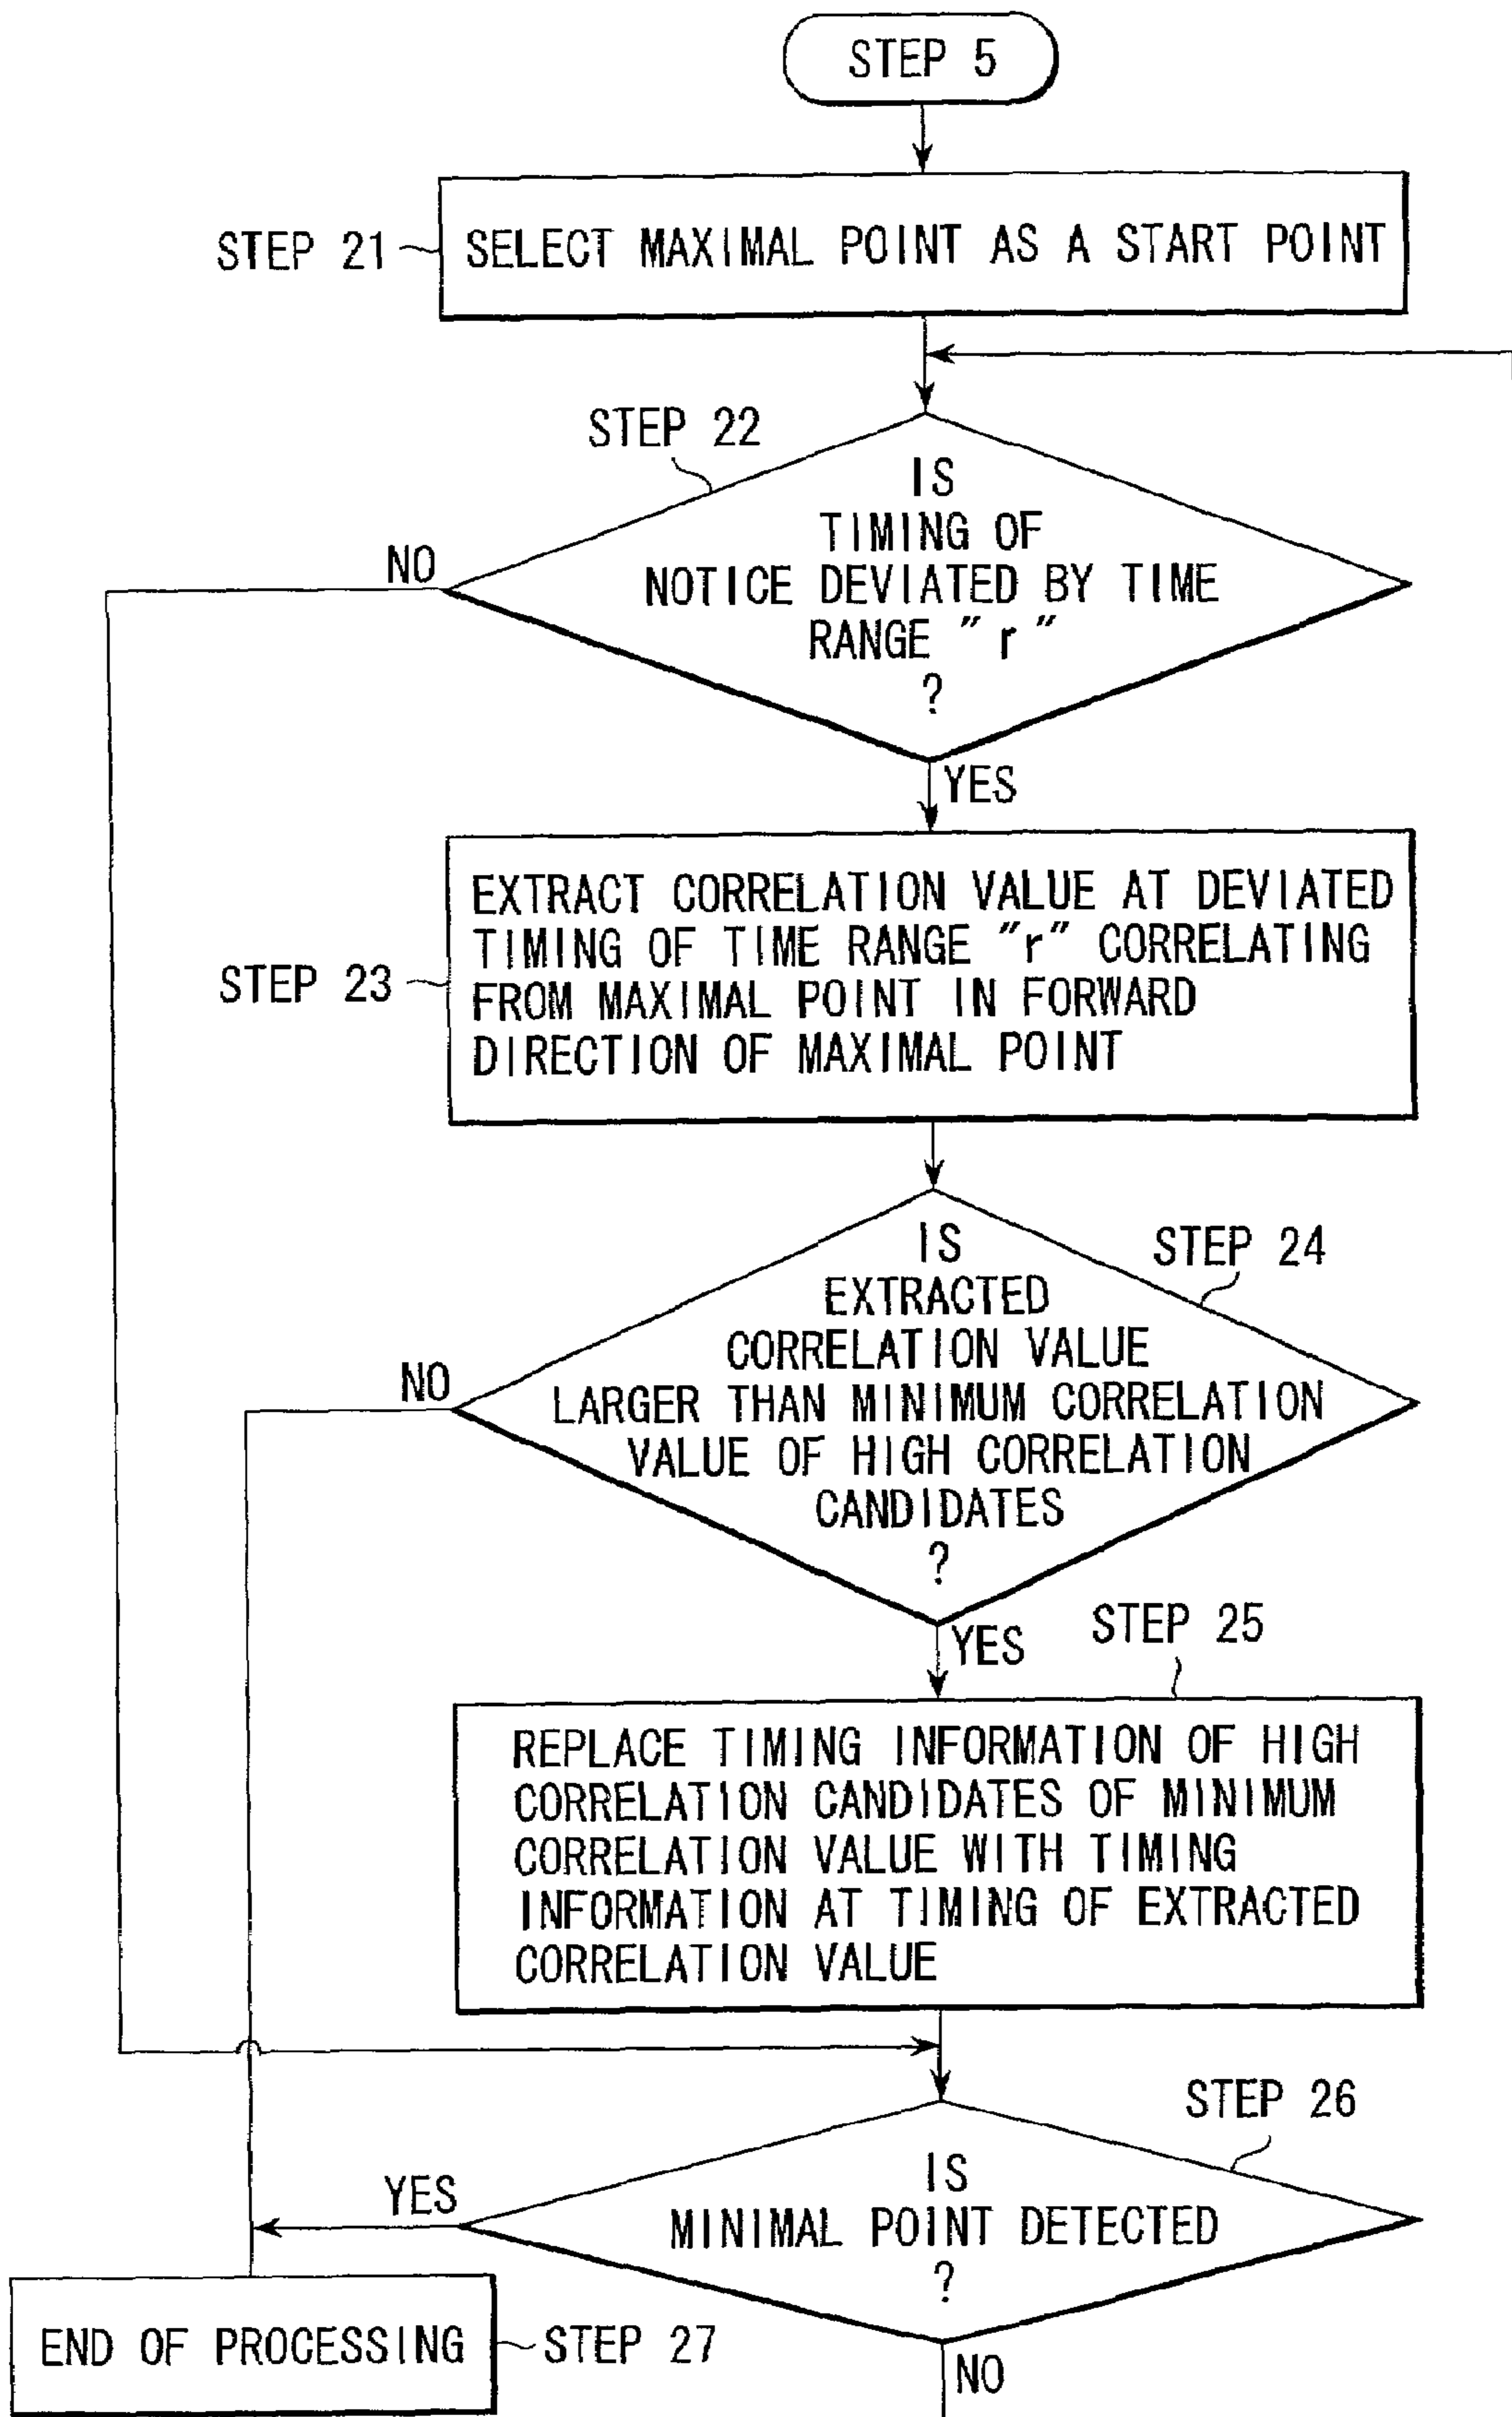 STEP 5
STEP 21
SELECT MAXIMAL POINT AS A START POINT
STEP 22
IS
TIMING OF
NOTICE DEVIATED BY TIME
RANGE "r"
?
NO
YES
STEP 23
EXTRACT CORRELATION VALUE AT DEVIATED
TIMING OF TIME RANGE "r" CORRELATING
FROM MAXIMAL POINT IN FORWARD
DIRECTION OF MAXIMAL POINT
STEP 24
IS
EXTRACTED
CORRELATION VALUE
LARGER THAN MINIMUM CORRELATION
VALUE OF HIGH CORRELATION
CANDIDATES
?
NO
YES
STEP 25
REPLACE TIMING INFORMATION OF HIGH
CORRELATION CANDIDATES OF MINIMUM
CORRELATION VALUE WITH TIMING
INFORMATION AT TIMING OF EXTRACTED
CORRELATION VALUE
STEP 26
IS
MINIMAL POINT DETECTED
?
YES
NO
END OF PROCESSING
STEP 27